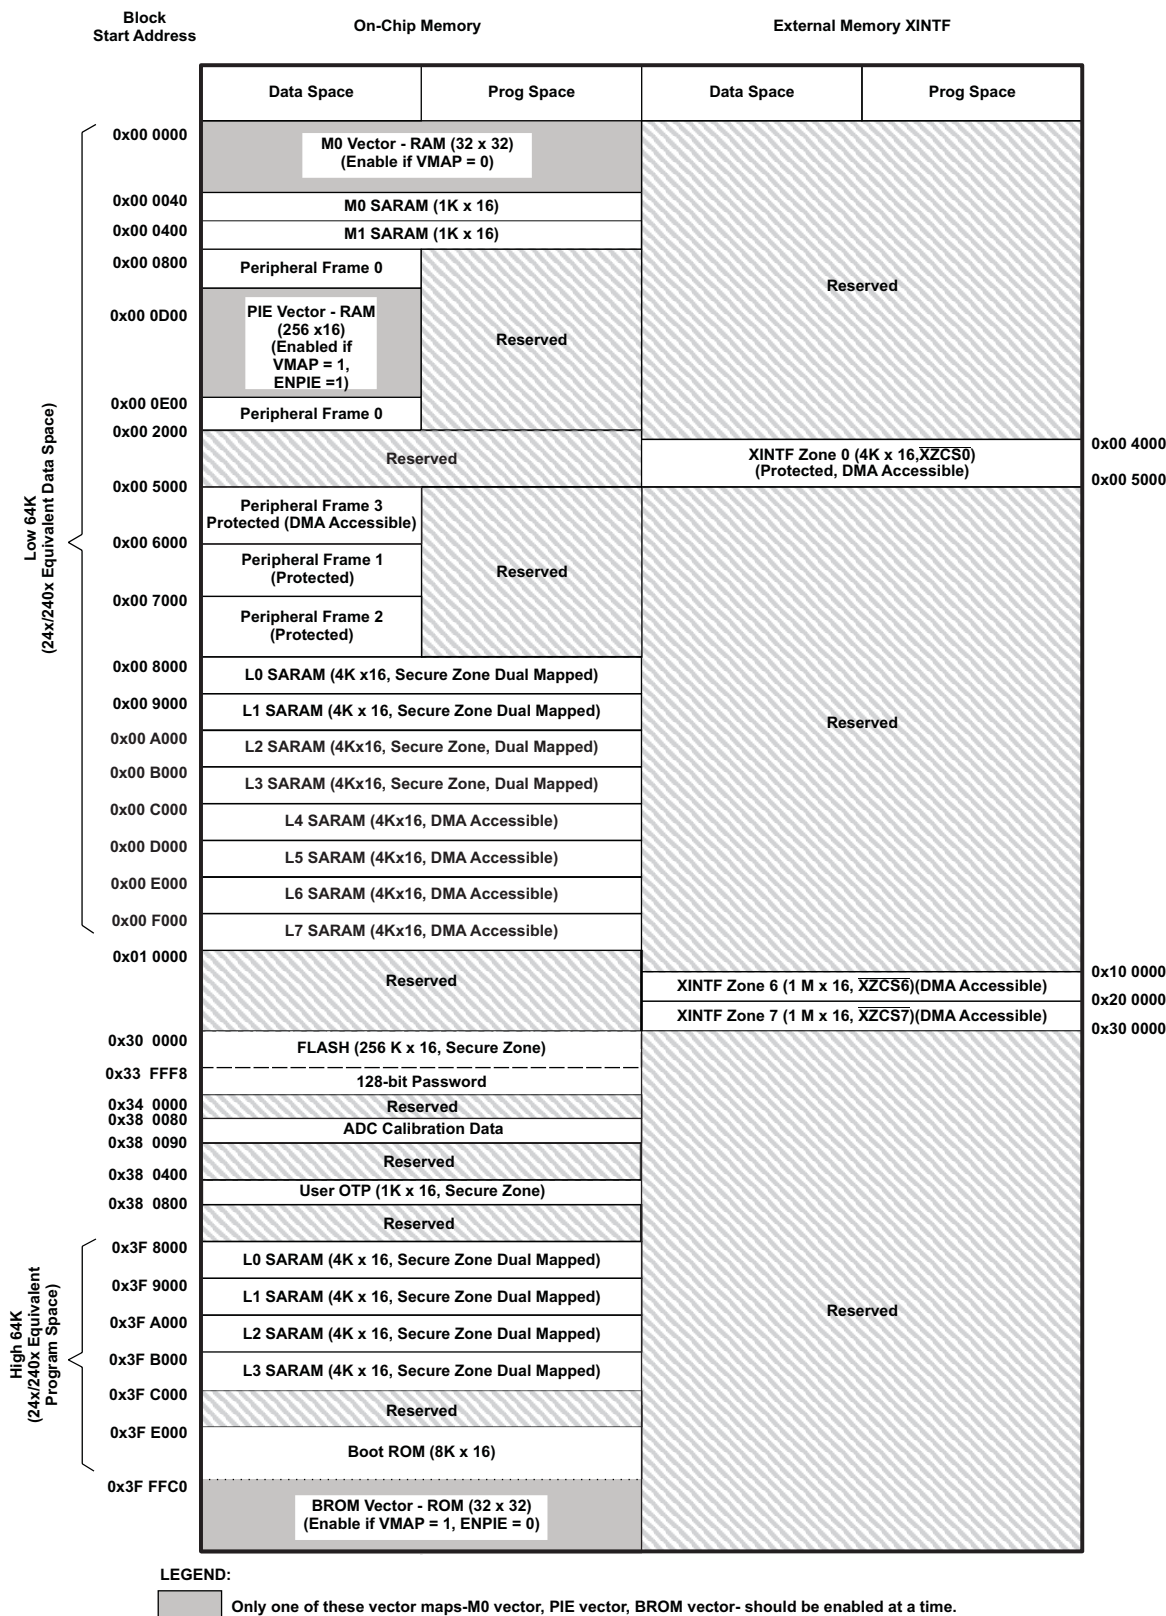 Block
Start Address
On-Chip Memory
External Memory XINTF
Data Space
Prog Space
Data Space
Prog Space
0x00 0000
M0 Vector - RAM (32 x 32)
(Enable if VMAP = 0)
0x00 0040
M0 SARAM (1K x 16)
0x00 0400
M1 SARAM (1K x 16)
0x00 0800
Peripheral Frame 0
Reserved
0x00 0D00
PIE Vector - RAM
(256 x16)
(Enabled if
VMAP = 1,
ENPIE =1)
Reserved
0x00 0E00
Peripheral Frame 0
0x00 2000
Reserved
XINTF Zone 0 (4K x 16,XZCS0)
(Protected, DMA Accessible)
0x00 4000
0x00 5000
0x00 5000
Low 64K
(24x/240x Equivalent Data Space)
Peripheral Frame 3
Protected (DMA Accessible)
0x00 6000
Peripheral Frame 1
(Protected)
Reserved
0x00 7000
Peripheral Frame 2
(Protected)
0x00 8000
L0 SARAM (4K x16, Secure Zone Dual Mapped)
0x00 9000
L1 SARAM (4K x 16, Secure Zone Dual Mapped)
Reserved
0x00 A000
L2 SARAM (4Kx16, Secure Zone, Dual Mapped)
0x00 B000
L3 SARAM (4Kx16, Secure Zone, Dual Mapped)
0x00 C000
L4 SARAM (4Kx16, DMA Accessible)
0x00 D000
L5 SARAM (4Kx16, DMA Accessible)
0x00 E000
L6 SARAM (4Kx16, DMA Accessible)
0x00 F000
L7 SARAM (4Kx16, DMA Accessible)
0x01 0000
Reserved
0x10 0000
XINTF Zone 6 (1 M x 16, XZCS6)(DMA Accessible)
0x20 0000
XINTF Zone 7 (1 M x 16, XZCS7)(DMA Accessible)
0x30 0000
0x30 0000
FLASH (256 K x 16, Secure Zone)
0x33 FFF8
128-bit Password
0x34 0000
Reserved
0x38 0080
ADC Calibration Data
0x38 0090
Reserved
0x38 0400
User OTP (1K x 16, Secure Zone)
0x38 0800
Reserved
0x3F 8000
L0 SARAM (4K x 16, Secure Zone Dual Mapped)
0x3F 9000
L1 SARAM (4K x 16, Secure Zone Dual Mapped)
Reserved
0x3F A000
L2 SARAM (4K x 16, Secure Zone Dual Mapped)
High 64K
(24x/240x Equivalent
Program Space)
0x3F B000
L3 SARAM (4K x 16, Secure Zone Dual Mapped)
0x3F C000
Reserved
0x3F E000
Boot ROM (8K x 16)
0x3F FFC0
BROM Vector - ROM (32 x 32)
(Enable if VMAP = 1, ENPIE = 0)
LEGEND:
Only one of these vector maps-M0 vector, PIE vector, BROM vector- should be enabled at a time.